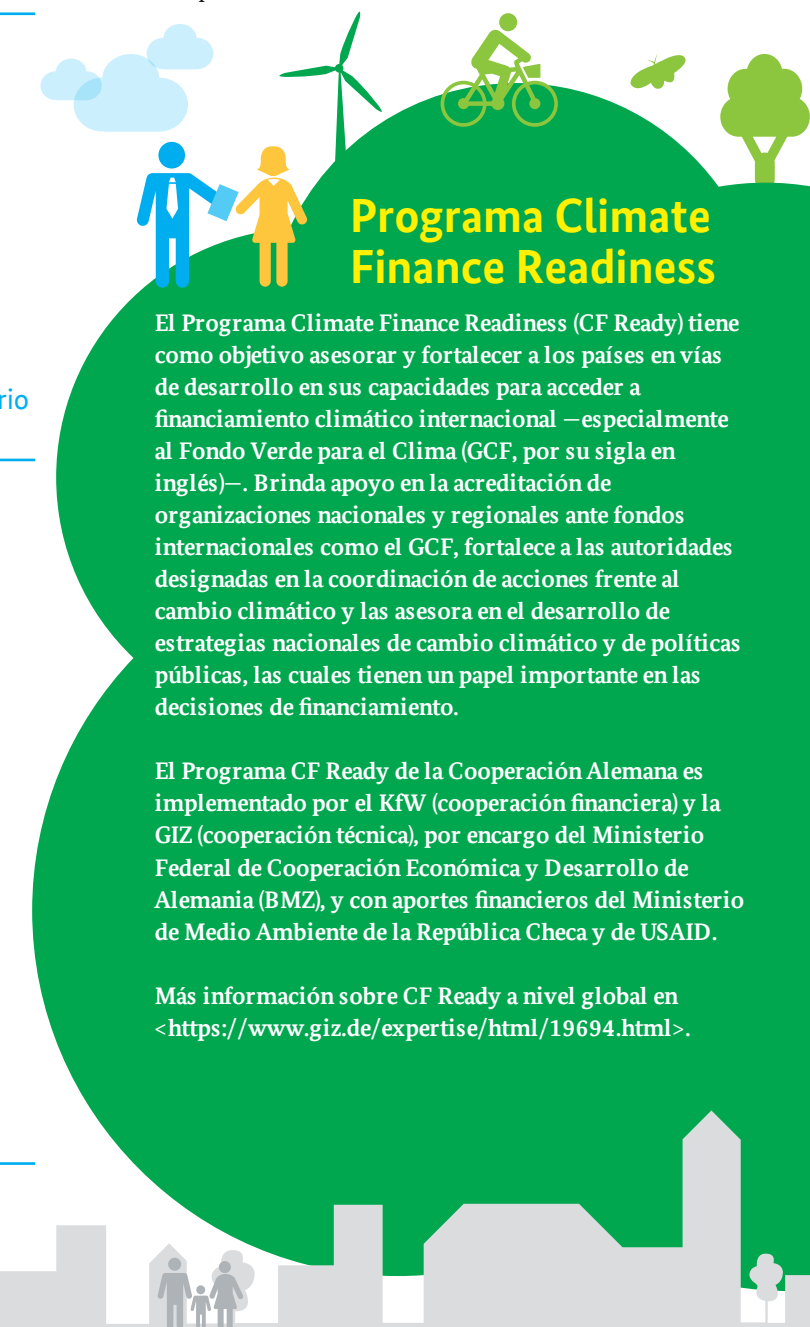 rio
Programa Climate
Finance Readiness
El Programa Climate Finance Readiness (CF Ready) tiene
como objetivo asesorar y fortalecer a los países en vías
de desarrollo en sus capacidades para acceder a
financiamiento climático internacional —especialmente
al Fondo Verde para el Clima (GCF, por su sigla en
inglés)—. Brinda apoyo en la acreditación de
organizaciones nacionales y regionales ante fondos
internacionales como el GCF, fortalece a las autoridades
designadas en la coordinación de acciones frente al
cambio climático y las asesora en el desarrollo de
estrategias nacionales de cambio climático y de políticas
públicas, las cuales tienen un papel importante en las
decisiones de financiamiento.
El Programa CF Ready de la Cooperación Alemana es
implementado por el KfW (cooperación financiera) y la
GIZ (cooperación técnica), por encargo del Ministerio
Federal de Cooperación Económica y Desarrollo de
Alemania (BMZ), y con aportes financieros del Ministerio
de Medio Ambiente de la República Checa y de USAID.
Más información sobre CF Ready a nivel global en
<https://www.giz.de/expertise/html/19694.html>.